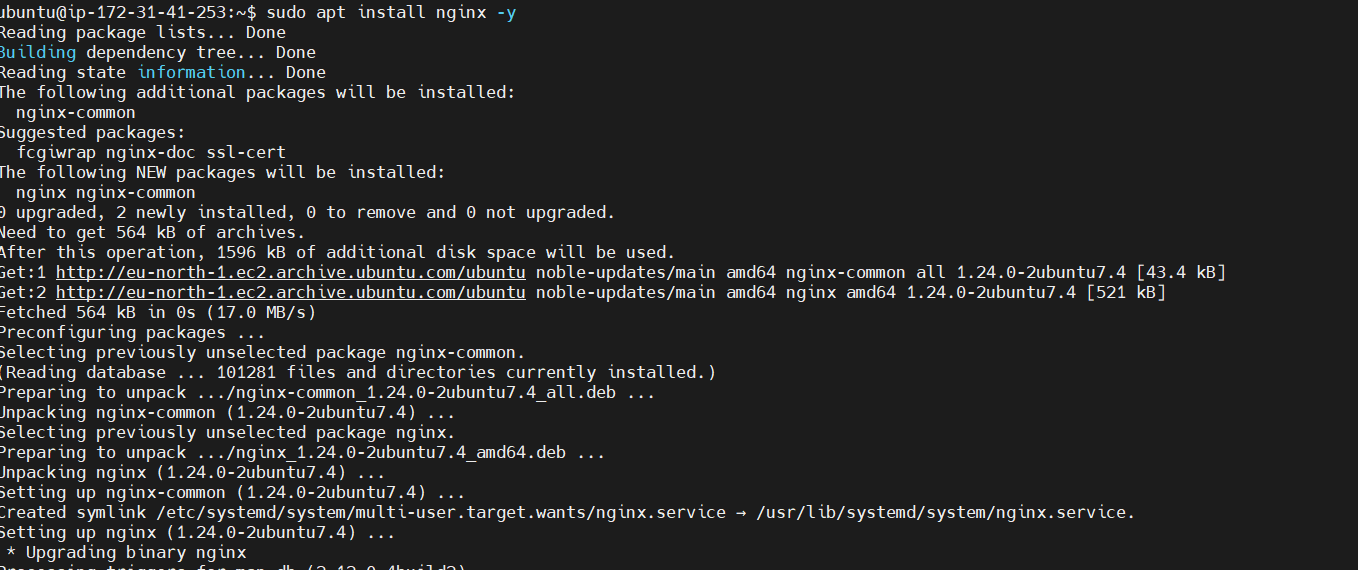 ubuntu@ip-172-31-41-253:~$ sudo apt install nginx -y
Reading package lists... Done
Building dependency tree... Done
Reading state information... Done
The following additional packages will be installed:
  nginx-common
Suggested packages:
  fcgiwrap nginx-doc ssl-cert
The following NEW packages will be installed:
  nginx nginx-common
0 upgraded, 2 newly installed, 0 to remove and 0 not upgraded.
Need to get 564 kB of archives.
After this operation, 1596 kB of additional disk space will be used.
Get:1 http://eu-north-1.ec2.archive.ubuntu.com/ubuntu noble-updates/main amd64 nginx-common all 1.24.0-2ubuntu7.4 [43.4 kB]
Get:2 http://eu-north-1.ec2.archive.ubuntu.com/ubuntu noble-updates/main amd64 nginx amd64 1.24.0-2ubuntu7.4 [521 kB]
Fetched 564 kB in 0s (17.0 MB/s)
Preconfiguring packages ...
Selecting previously unselected package nginx-common.
(Reading database ... 101281 files and directories currently installed.)
Preparing to unpack .../nginx-common_1.24.0-2ubuntu7.4_all.deb ...
Unpacking nginx-common (1.24.0-2ubuntu7.4) ...
Selecting previously unselected package nginx.
Preparing to unpack .../nginx_1.24.0-2ubuntu7.4_amd64.deb ...
Unpacking nginx (1.24.0-2ubuntu7.4) ...
Setting up nginx-common (1.24.0-2ubuntu7.4) ...
Created symlink /etc/systemd/system/multi-user.target.wants/nginx.service → /usr/lib/systemd/system/nginx.service.
Setting up nginx (1.24.0-2ubuntu7.4) ...
 * Upgrading binary nginx
Processing triggers for man-db (2.12.0-4build2)